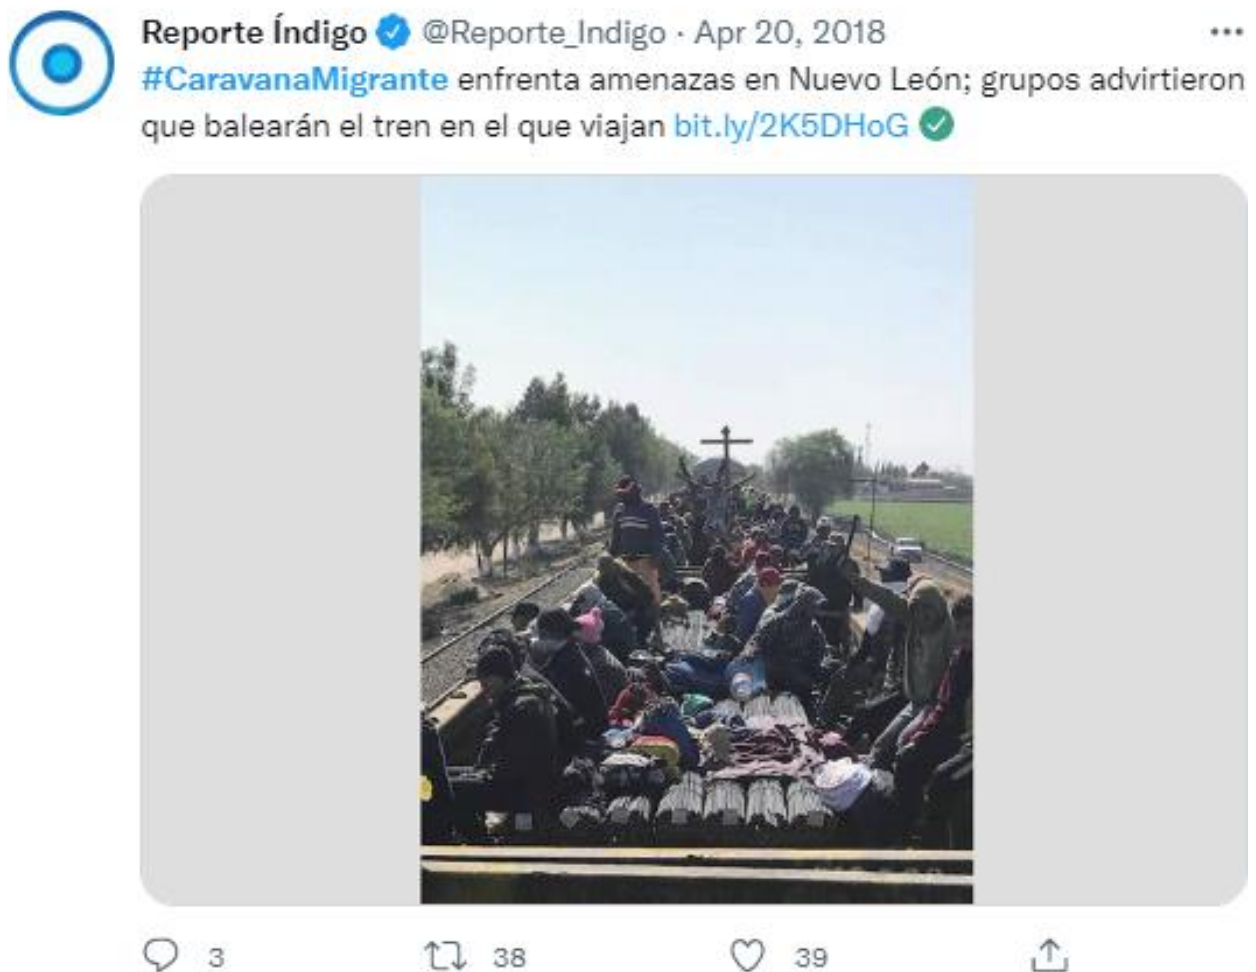 Reporte Índigo @Reporte_Indigo · Apr 20, 2018
#CaravanaMigrante enfrenta amenazas en Nuevo León; grupos advirtieron
que balearán el tren en el que viajan bit.ly/2K5DHoG
3 38 39